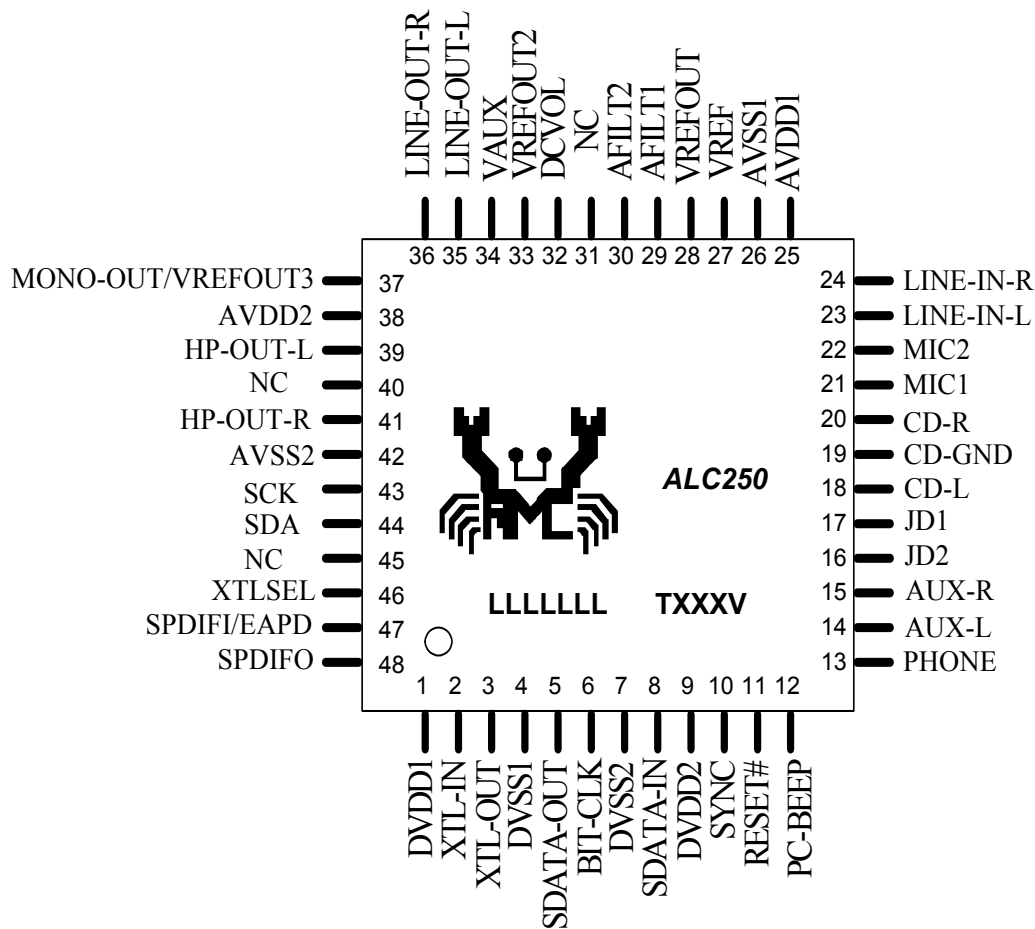 LINE-OUT-R
LINE-OUT-L
VAUX
VREFOUT2
DCVOL
NC
AFILT2
AFILT1
VREFOUT
VREF
AVSS1
AVDD1
36 35 34 33 32 31 30 29 28 27 26 25
MONO-OUT/VREFOUT3 37
AVDD2 38
HP-OUT-L 39
NC 40
HP-OUT-R 41
AVSS2 42
SCK 43
SDA 44
NC 45
XTLSEL 46
SPDIFI/EAPD 47
SPDIFO 48
24 LINE-IN-R
23 LINE-IN-L
22 MIC2
21 MIC1
20 CD-R
19 CD-GND
18 CD-L
17 JD1
16 JD2
15 AUX-R
14 AUX-L
13 PHONE
ALC250
LLLLLLL TXXXV
1 2 3 4 5 6 7 8 9 10 11 12
DVDD1
XTL-IN
XTL-OUT
DVSS1
SDATA-OUT
BIT-CLK
DVSS2
SDATA-IN
DVDD2
SYNC
RESET#
PC-BEEP